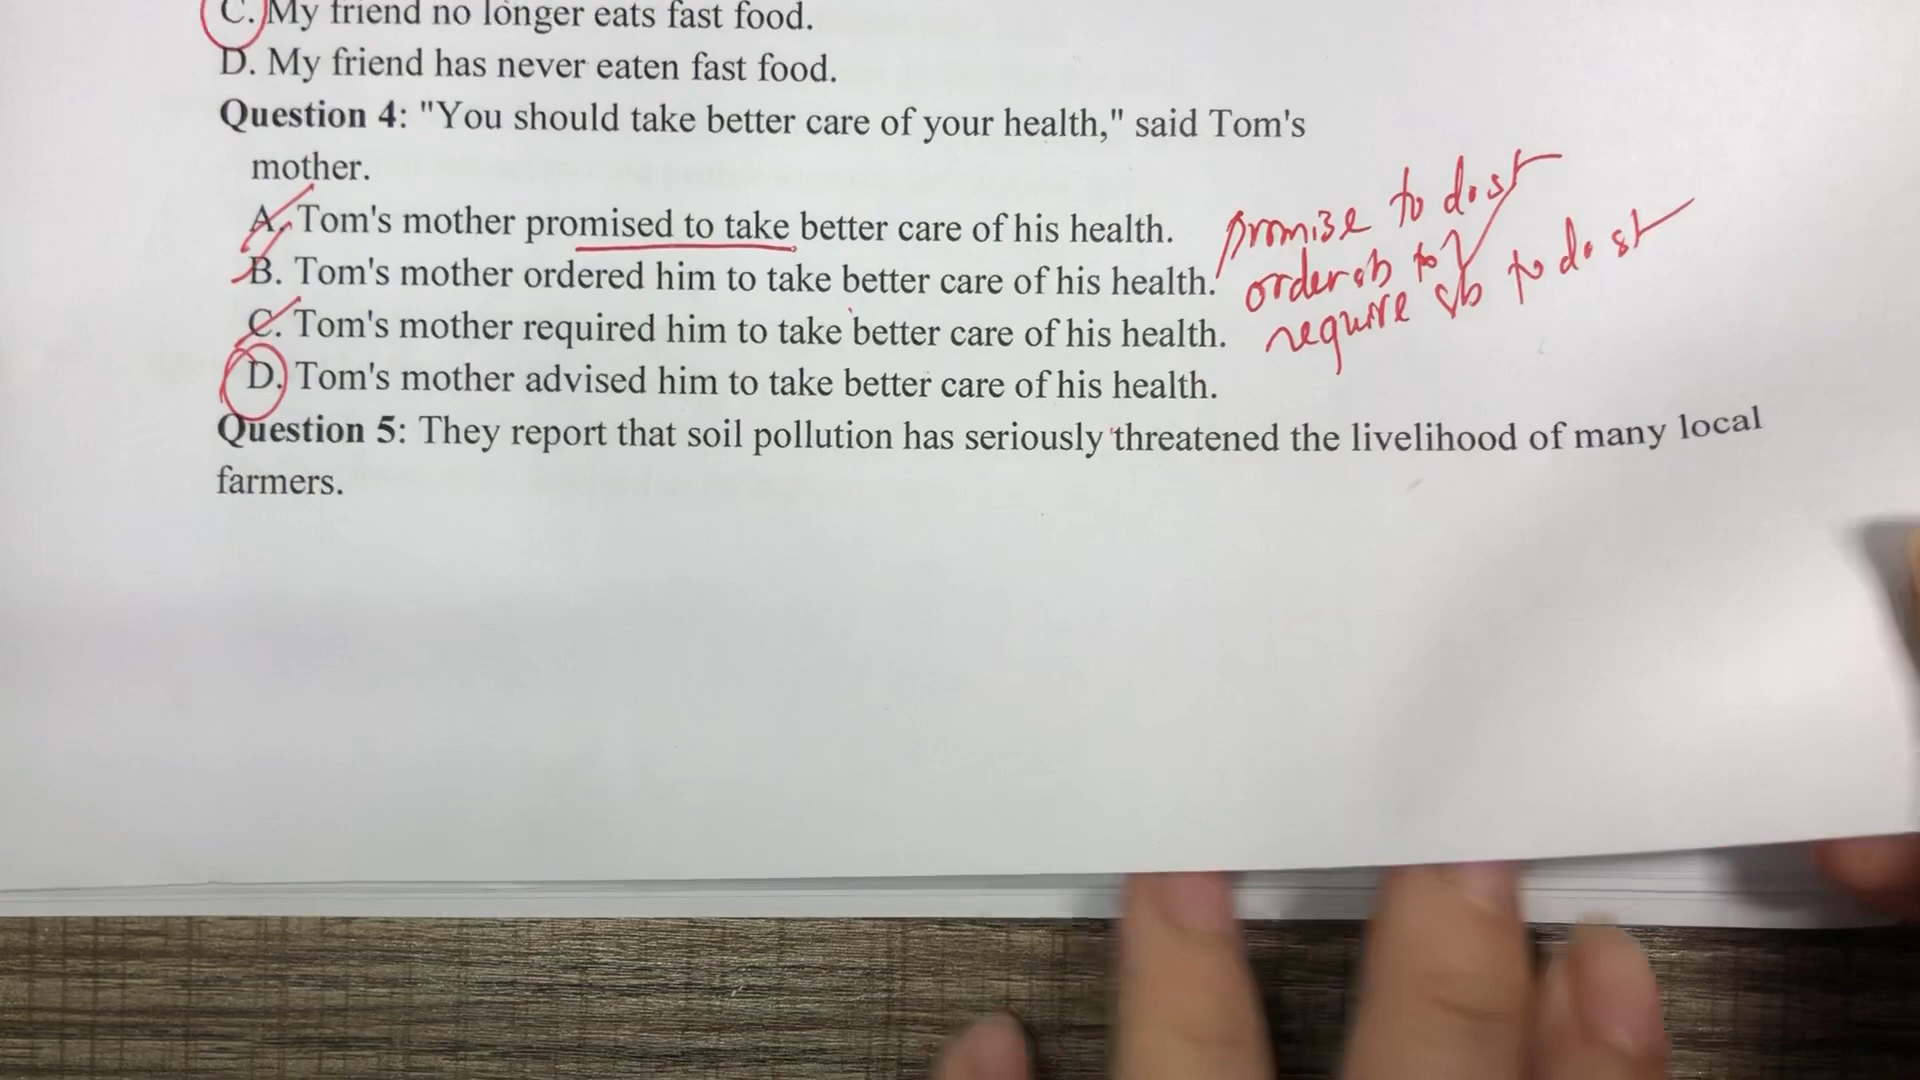 C. My friend no longer eats fast food.
D. My friend has never eaten fast food.
Question 4: "You should take better care of your health," said Tom's
mother.
A. Tom's mother promised to take better care of his health.
promise to do st
B. Tom's mother ordered him to take better care of his health.
order sb to
C. Tom's mother required him to take better care of his health.
require sb to do st
D. Tom's mother advised him to take better care of his health.
Question 5: They report that soil pollution has seriously threatened the livelihood of many local
farmers.